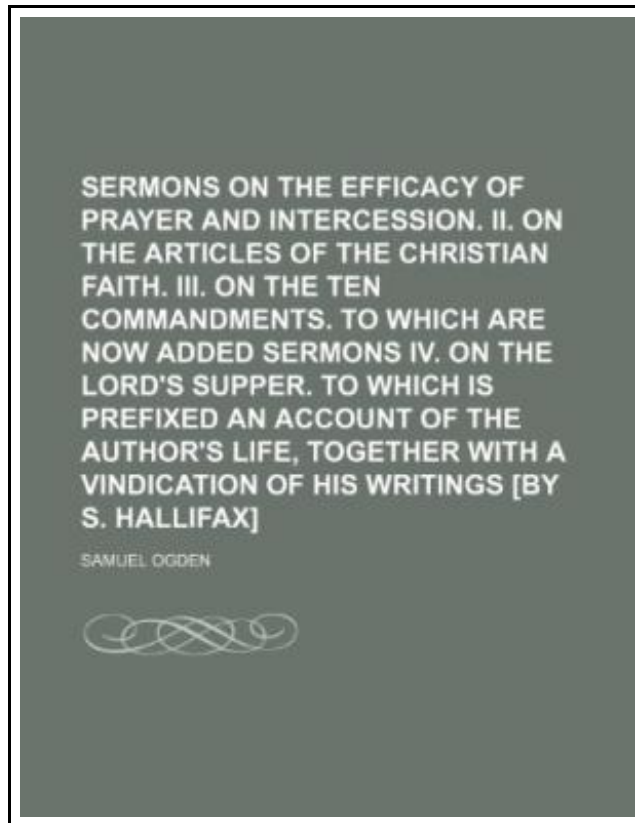 SERMONS ON THE EFFICACY OF
PRAYER AND INTERCESSION. II. ON
THE ARTICLES OF THE CHRISTIAN
FAITH. III. ON THE TEN
COMMANDMENTS. TO WHICH ARE
NOW ADDED SERMONS IV. ON THE
LORD'S SUPPER. TO WHICH IS
PREFIXED AN ACCOUNT OF THE
AUTHOR'S LIFE, TOGETHER WITH A
VINDICATION OF HIS WRITINGS [BY
S. HALLIFAX]
SAMUEL OGDEN